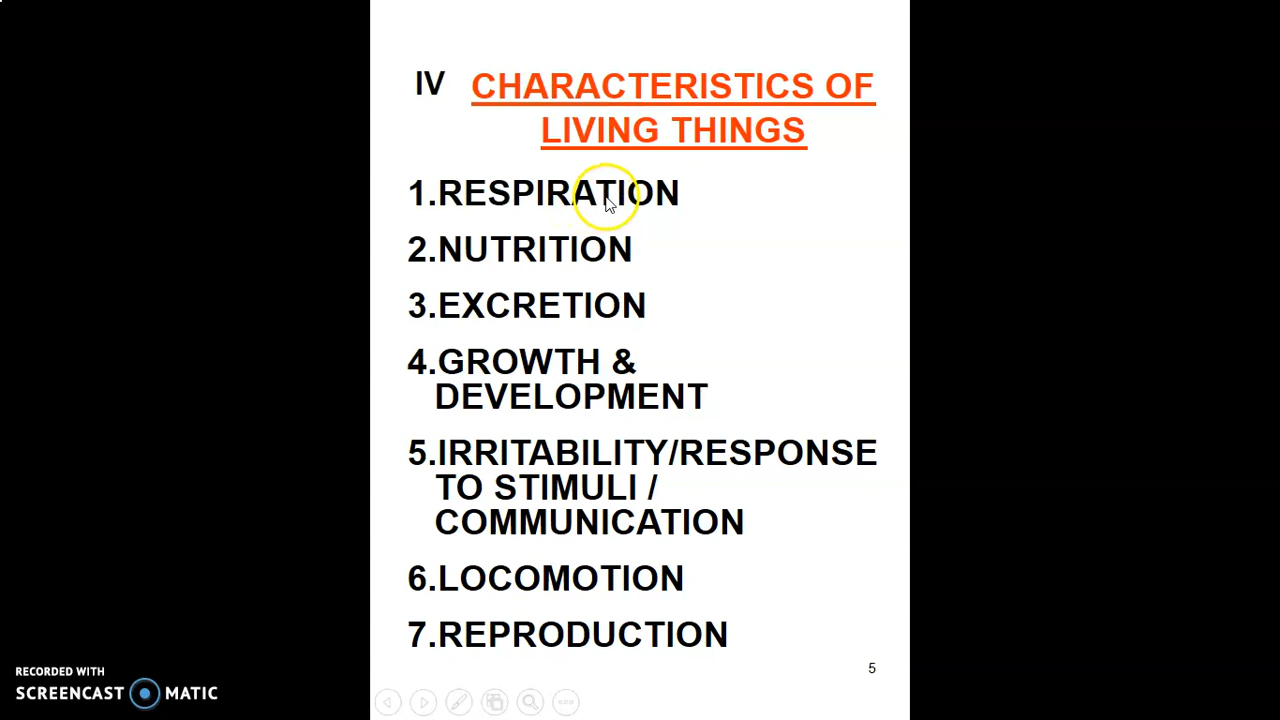 IV CHARACTERISTICS OF
LIVING THINGS
1.RESPIRATION
2.NUTRITION
3.EXCRETION
4.GROWTH &
DEVELOPMENT
5.IRRITABILITY/RESPONSE
TO STIMULI /
COMMUNICATION
6.LOCOMOTION
7.REPRODUCTION
5
RECORDED WITH
SCREENCAST MATIC